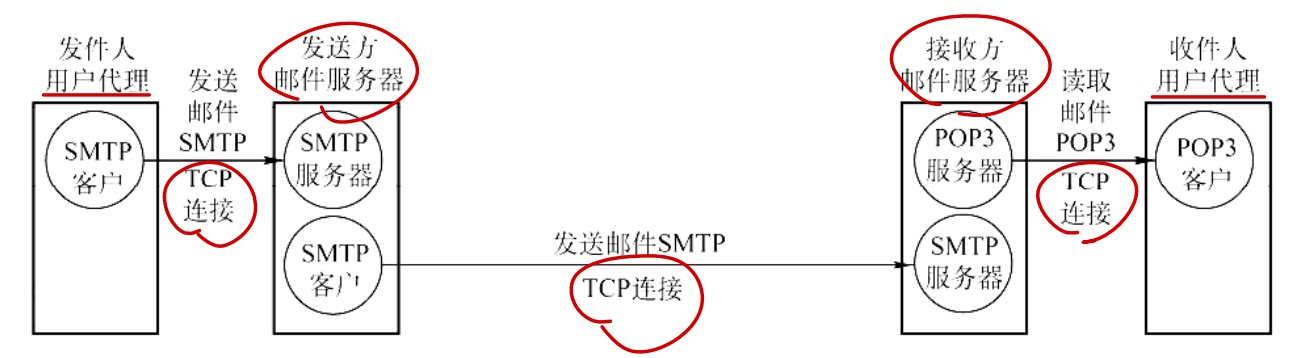 发件人
用户代理
发送
邮件
SMTP
TCP
连接
发送方
邮件服务器
SMTP
客户
SMTP
服务器
SMTP
客户
发送邮件SMTP
TCP连接
接收方
邮件服务器
POP3
服务器
SMTP
服务器
读取
邮件
POP3
TCP
连接
收件人
用户代理
POP3
客户